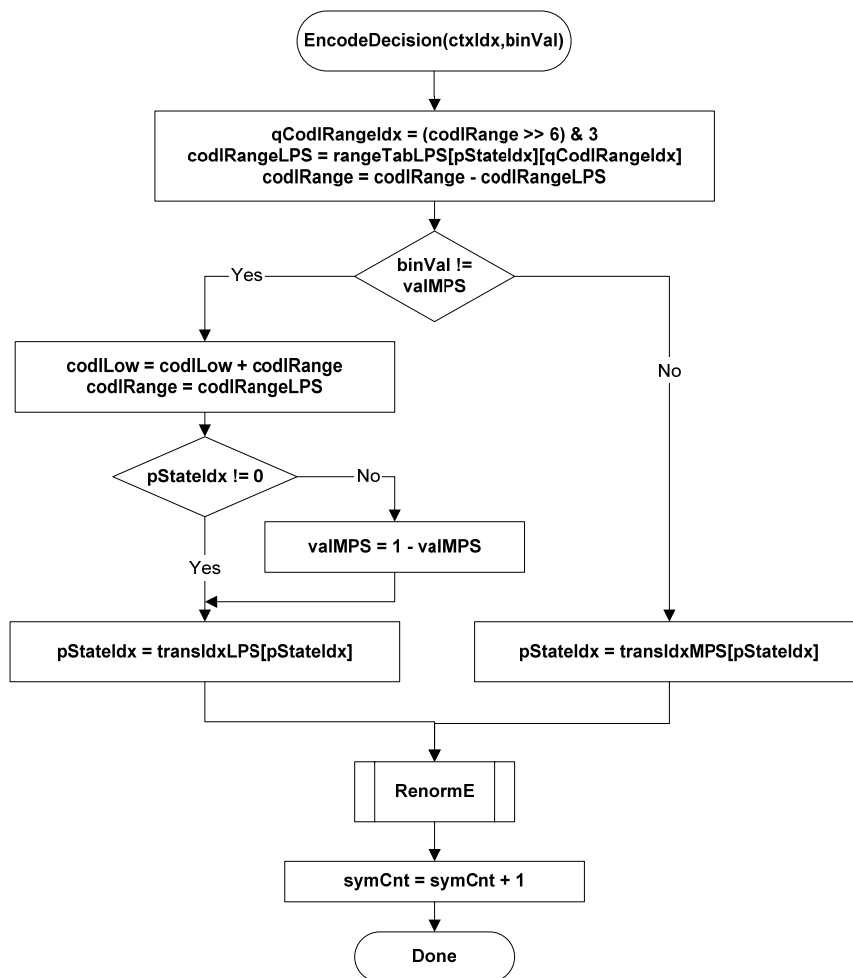 EncodeDecision(ctxIdx,binVal)
qCodIRangeIdx = (codIRange >> 6) & 3
codIRangeLPS = rangeTabLPS[pStateIdx][qCodIRangeIdx]
codIRange = codIRange - codIRangeLPS
binVal !=
valMPS
Yes
No
codILow = codILow + codIRange
codIRange = codIRangeLPS
pStateIdx != 0
No
Yes
valMPS = 1 - valMPS
pStateIdx = transIdxLPS[pStateIdx]
pStateIdx = transIdxMPS[pStateIdx]
RenormE
symCnt = symCnt + 1
Done